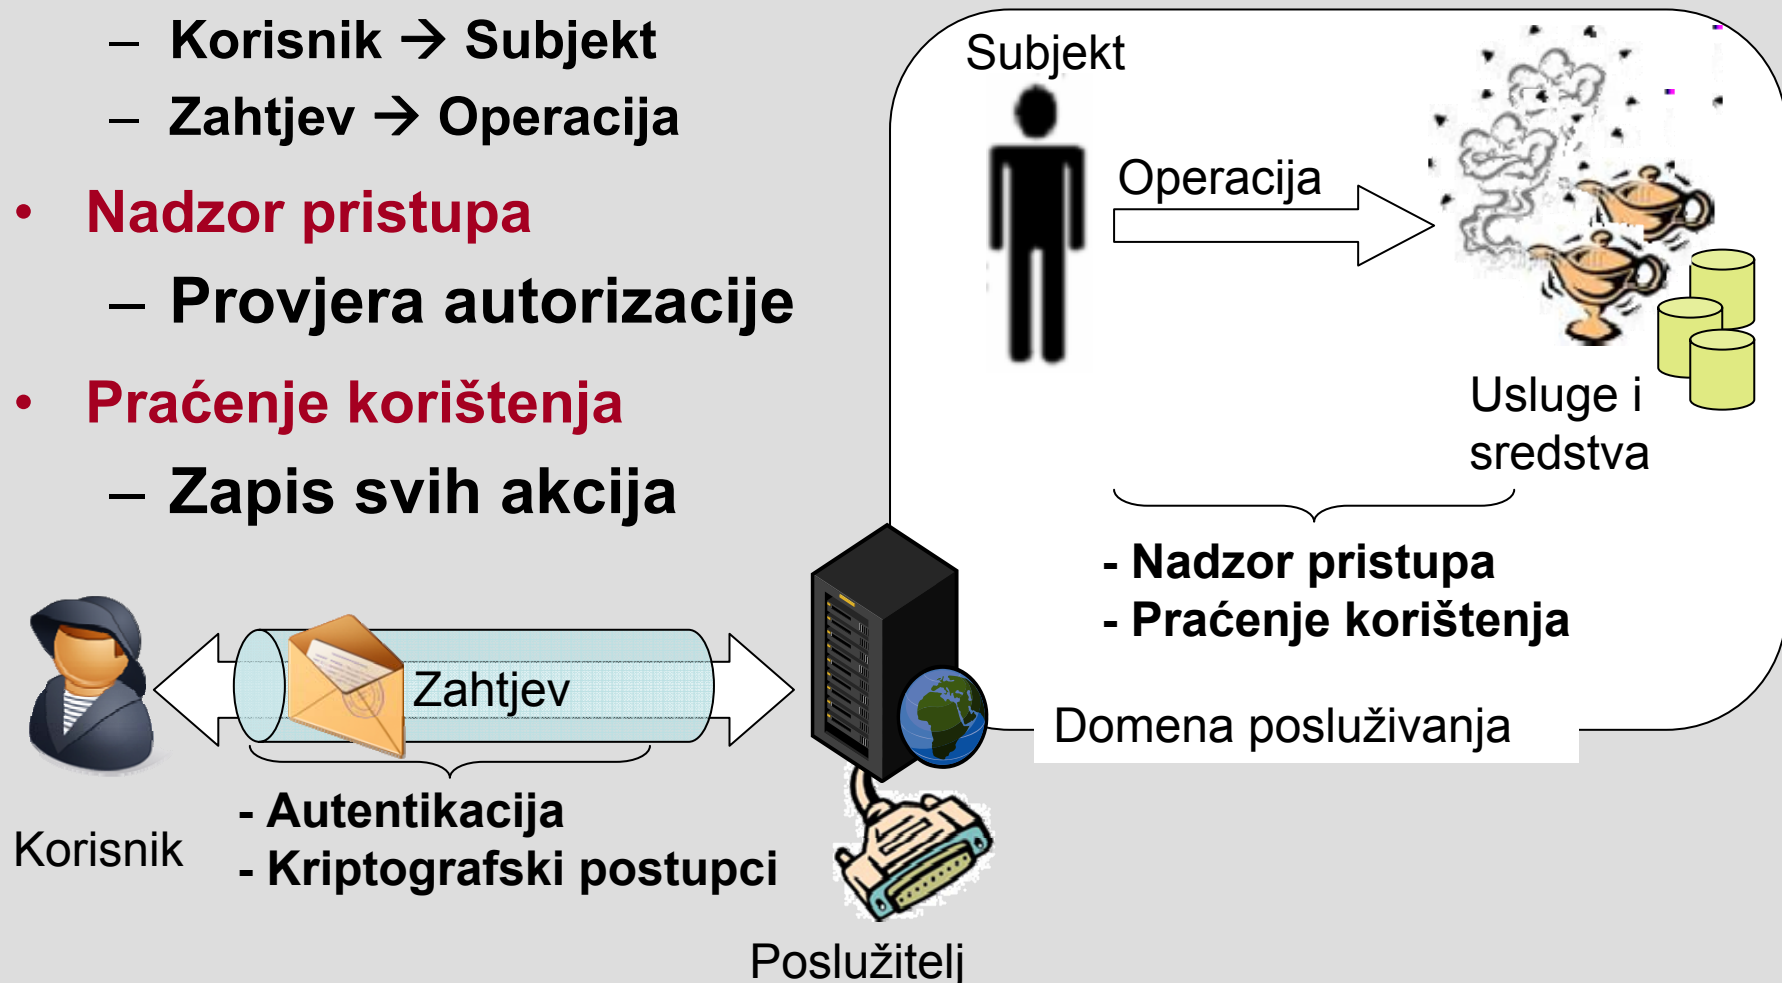 – Korisnik → Subjekt
– Zahtjev → Operacija
• Nadzor pristupa
– Provjera autorizacije
• Praćenje korištenja
– Zapis svih akcija
Subjekt
Operacija
Usluge i
sredstva
- Nadzor pristupa
- Praćenje korištenja
Domena posluživanja
Zahtjev
- Autentikacija
- Kriptografski postupci
Korisnik
Poslužitelj